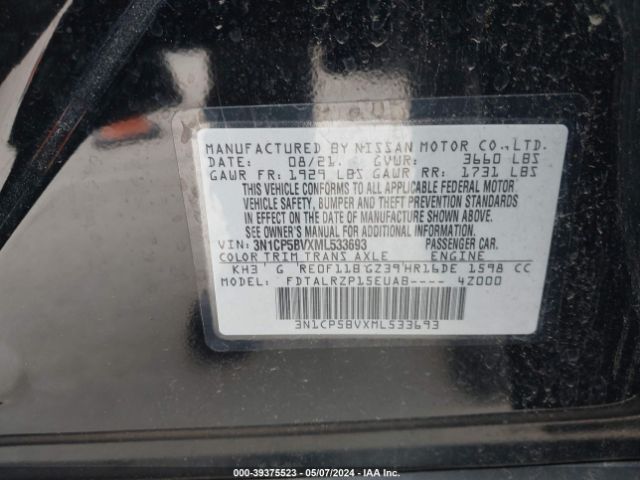 MANUFACTURED BY NISSAN MOTOR CO., LTD.
DATE: 08/21. GVWR: 3660 LBS
GAWR FR: 1929 LBS GAWR RR: 1731 LBS
THIS VEHICLE CONFORMS TO ALL APPLICABLE FEDERAL MOTOR
VEHICLE SAFETY, BUMPER AND THEFT PREVENTION STANDARDS
IN EFFECT ON THE DATE OF MANUFACTURE SHOWN ABOVE.
SEE OWNER'S MANUAL FOR ADDITIONAL INFORMATION.
VIN: 3N1CP5BVXML533693 PASSENGER CAR.
COLOR TRIM TRANS AXLE ENGINE
KH3 G RE0F11B GZ39 HR16DE 1598 CC
MODEL: FDTALRZP15EUAB---- 4Z000
3N1CP5BVXML533693
000-39375523 - 05/07/2024 - IAA Inc.